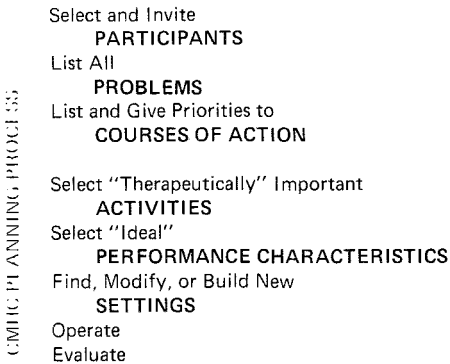 Select and Invite
PARTICIPANTS
List All
PROBLEMS
List and Give Priorities to
COURSES OF ACTION
Select "Therapeutically" Important
ACTIVITIES
Select "Ideal"
PERFORMANCE CHARACTERISTICS
Find, Modify, or Build New
SETTINGS
Operate
Evaluate
CMHC PLANNING PROCESS